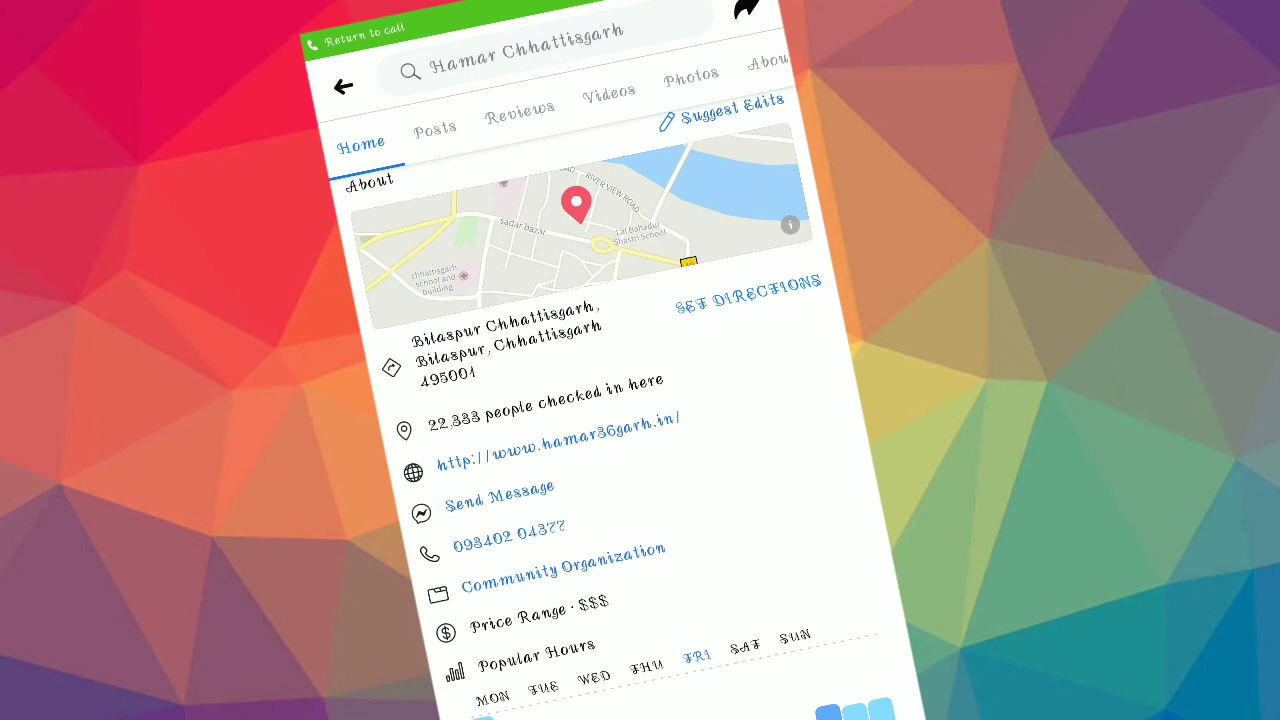 Return to call
Hamar Chhattisgarh
Home Posts Reviews Videos Photos Abou
Suggest Edits
About
RIVER VIEW ROAD
sadar bazar
Lal Bahadur
Shastri School
chhattisgarh
school and
building
Bilaspur Chhattisgarh,
Bilaspur, Chhattisgarh
495001
GET DIRECTIONS
22,333 people checked in here
http://www.hamar36garh.in/
Send Message
093402 04377
Community Organization
Price Range · $$$
Popular Hours
MON TUE WED THU FRI SAT SUN